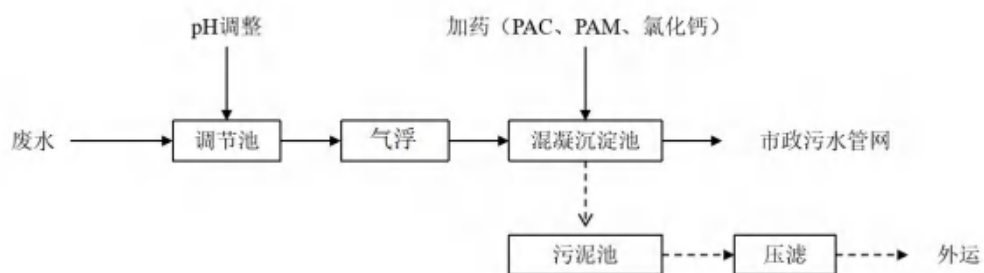 pH调整
加药（PAC、PAM、氯化钙）
废水
调节池
气浮
混凝沉淀池
市政污水管网
污泥池
压滤
外运